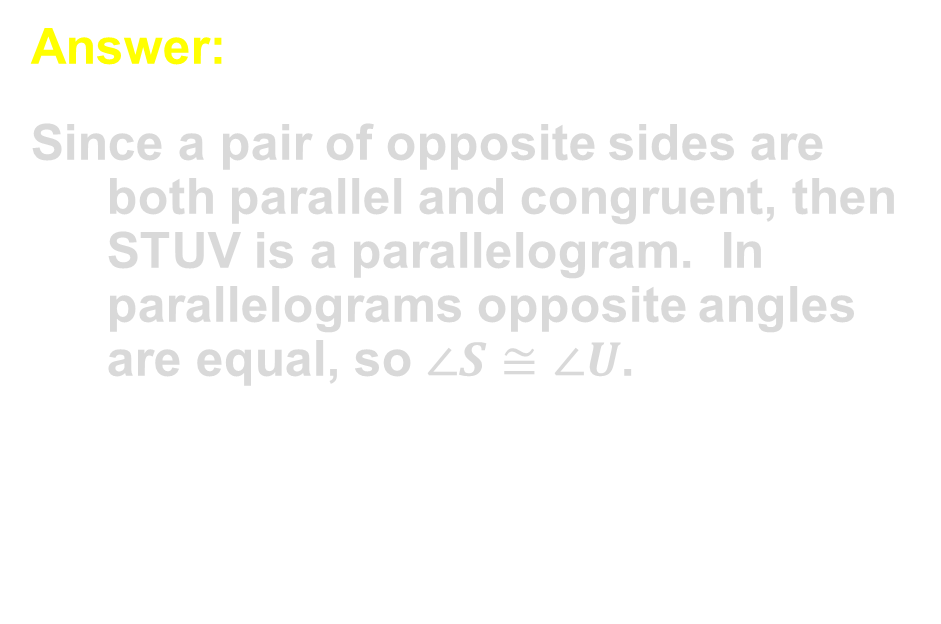 Answer:
Since a pair of opposite sides are
both parallel and congruent, then
STUV is a parallelogram.  In
parallelograms opposite angles
are equal, so ∠S ≅ ∠U.